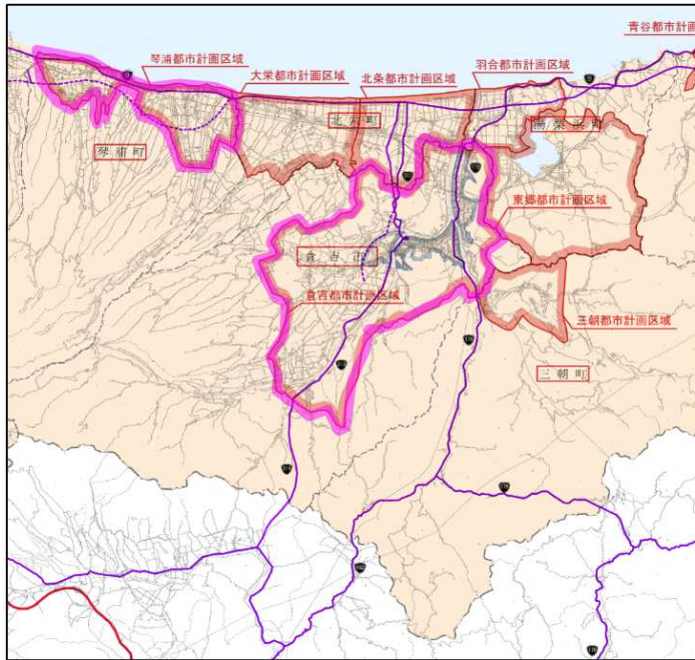 青谷都市計画
琴浦都市計画区域
大栄都市計画区域
北条都市計画区域
羽合都市計画区域
北栄町
湯梨浜町
琴浦町
東郷都市計画区域
倉吉市
倉吉都市計画区域
三朝都市計画区域
三朝町